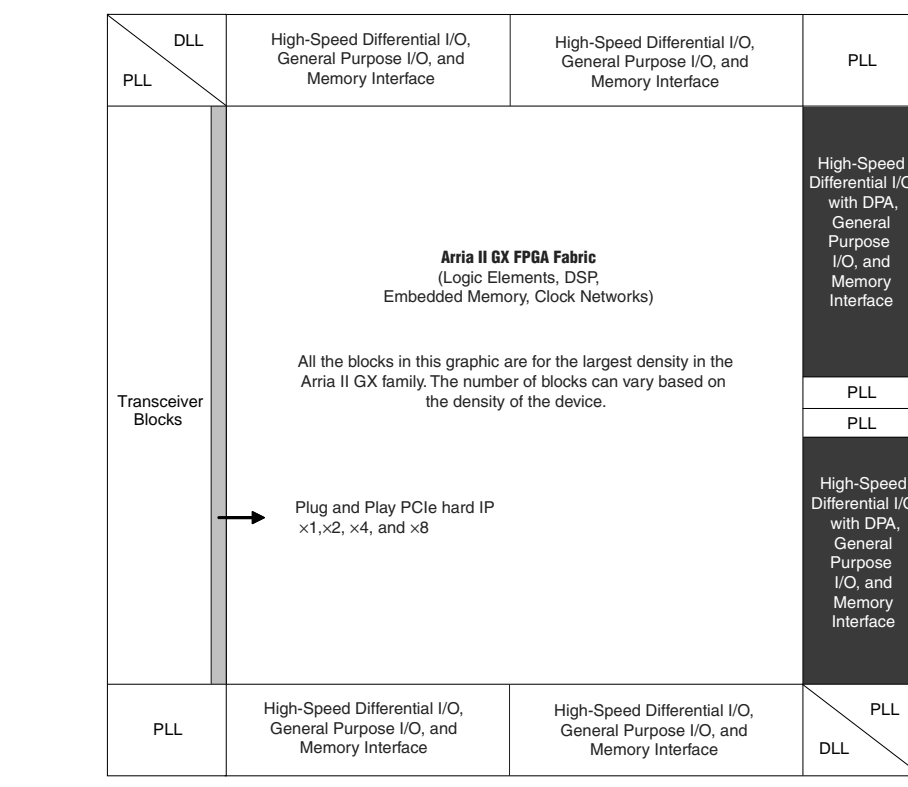 DLL
PLL
High-Speed Differential I/O,
General Purpose I/O, and
Memory Interface
High-Speed Differential I/O,
General Purpose I/O, and
Memory Interface
PLL
Transceiver
Blocks
Arria II GX FPGA Fabric
(Logic Elements, DSP,
Embedded Memory, Clock Networks)
All the blocks in this graphic are for the largest density in the
Arria II GX family. The number of blocks can vary based on
the density of the device.
Plug and Play PCIe hard IP
×1,×2, ×4, and ×8
High-Speed
Differential I/O
with DPA,
General
Purpose
I/O, and
Memory
Interface
PLL
PLL
High-Speed
Differential I/O
with DPA,
General
Purpose
I/O, and
Memory
Interface
PLL
High-Speed Differential I/O,
General Purpose I/O, and
Memory Interface
High-Speed Differential I/O,
General Purpose I/O, and
Memory Interface
PLL
DLL